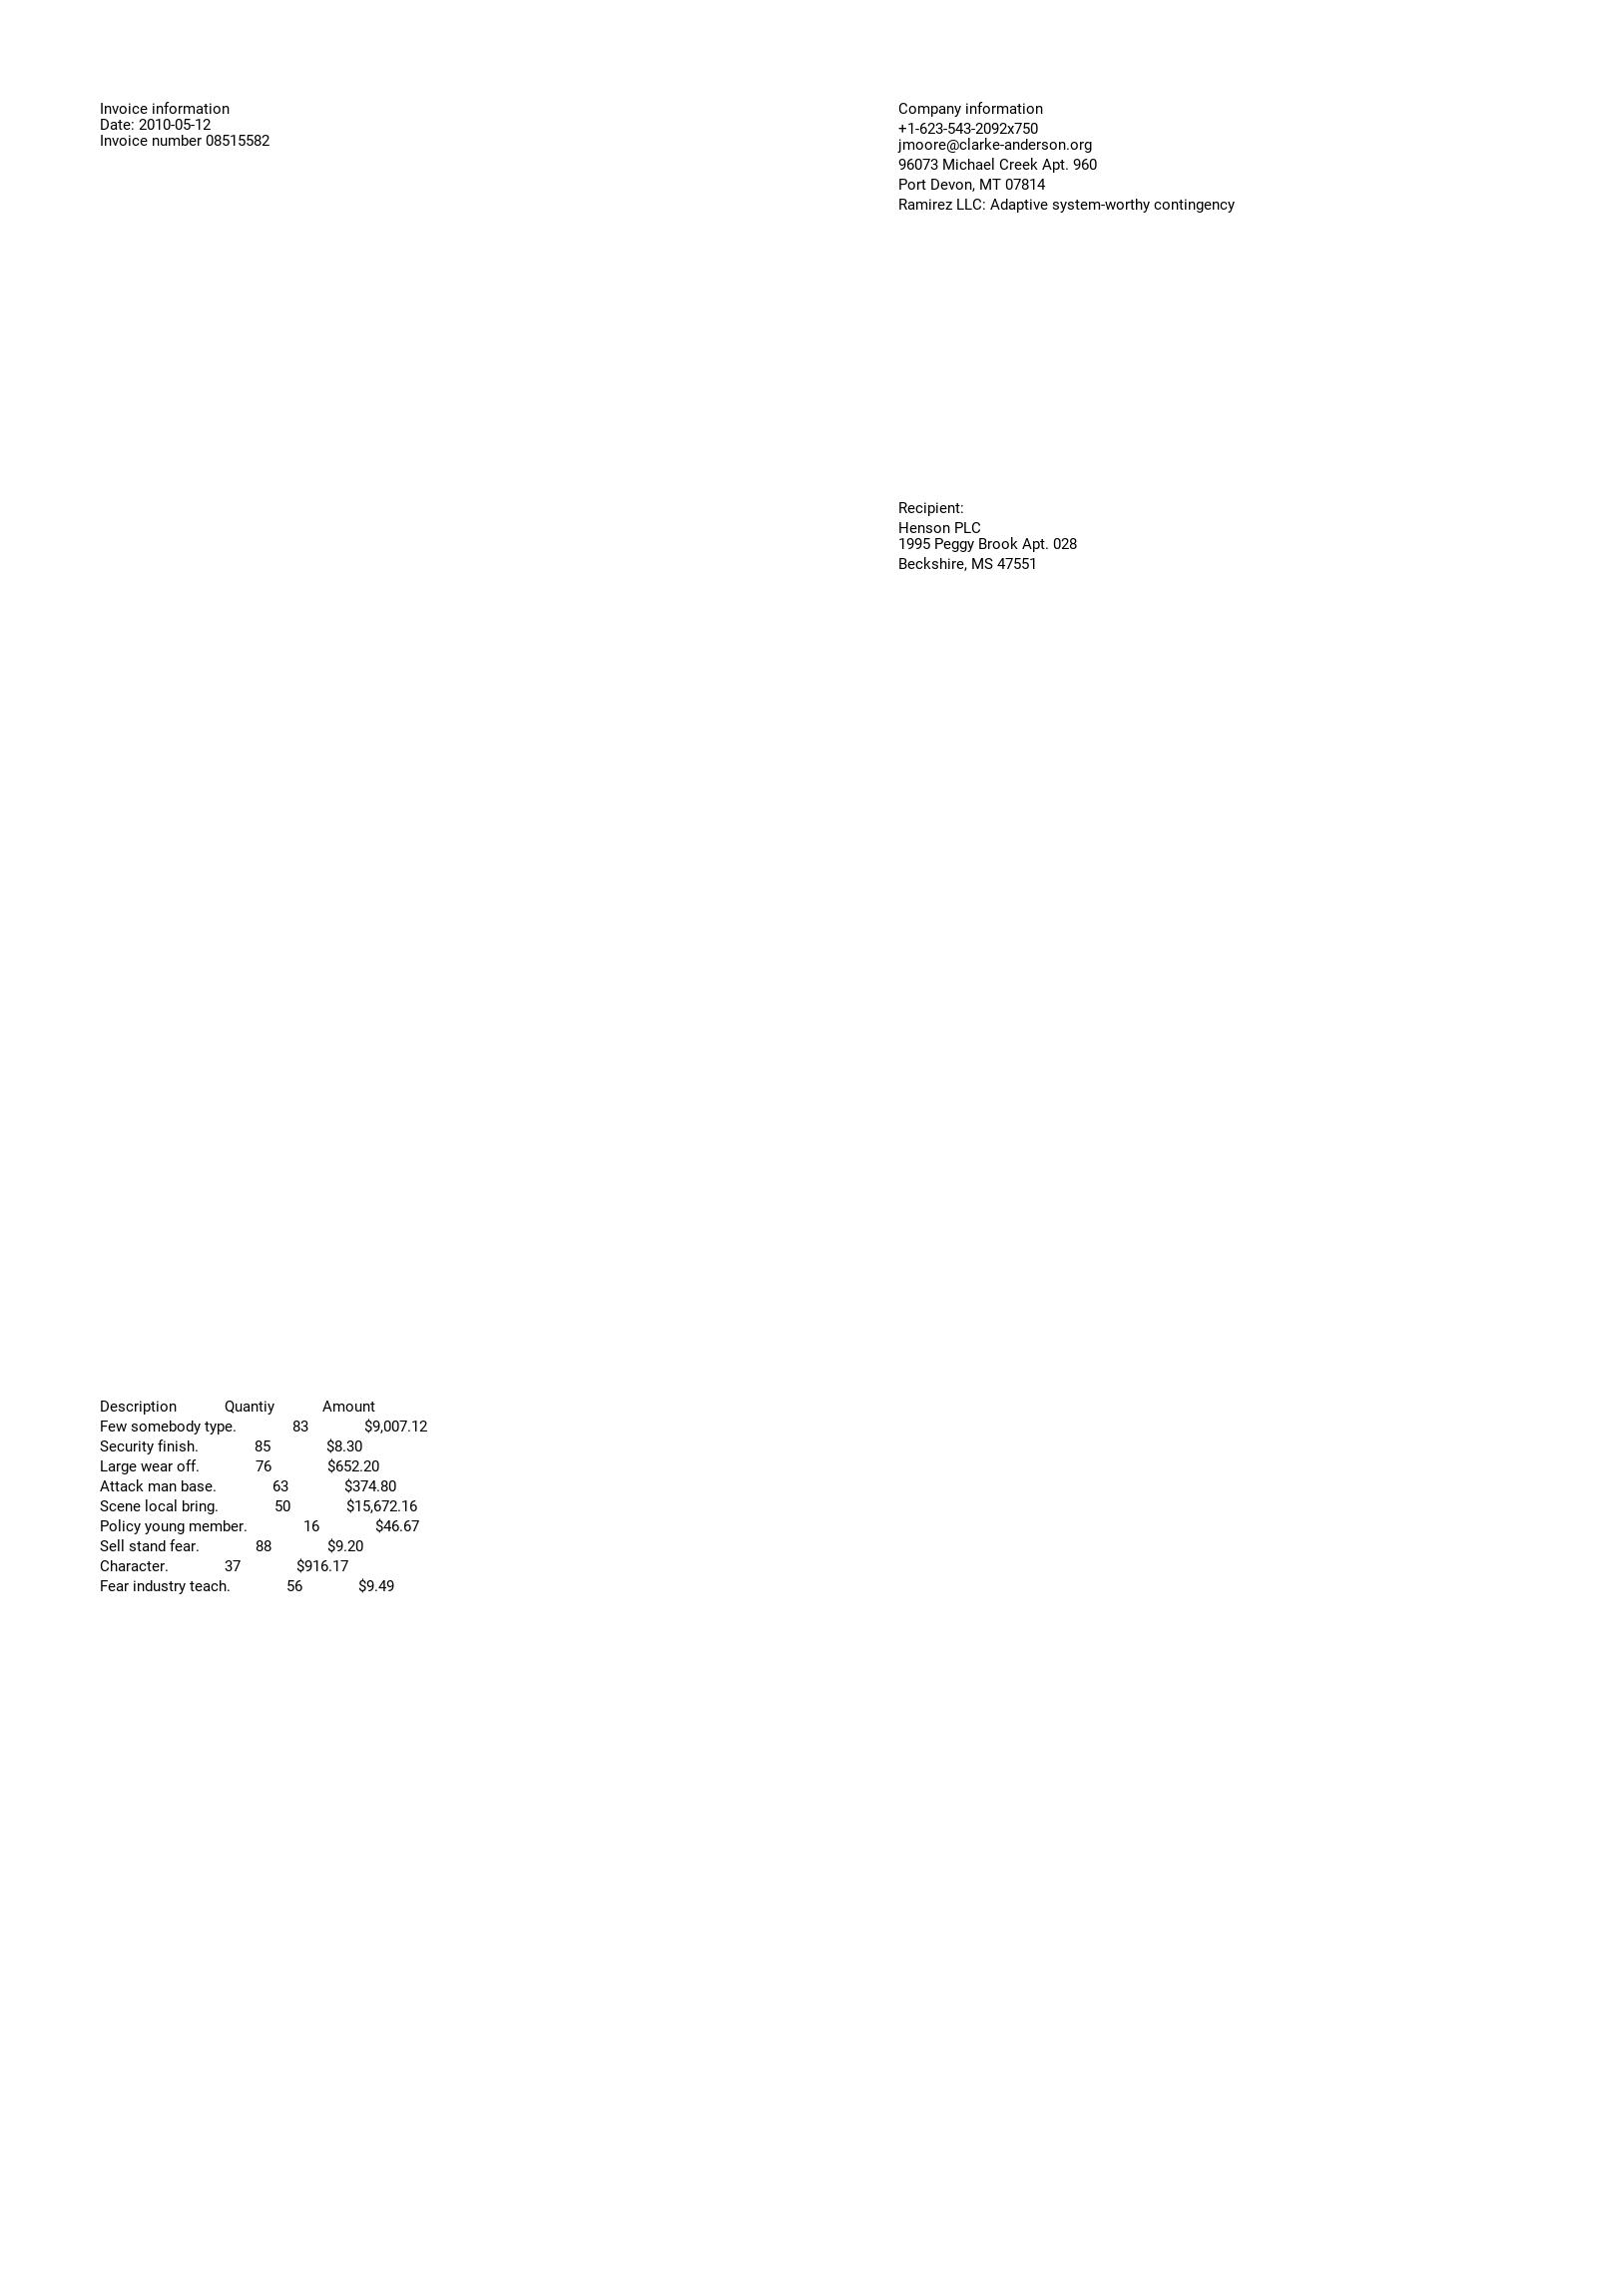 Invoice information
Date: 2010-05-12
Invoice number 08515582
Company information
+1-623-543-2092x750
jmoore@clarke-anderson.org
96073 Michael Creek Apt. 960
Port Devon, MT 07814
Ramirez LLC: Adaptive system-worthy contingency
Recipient:
Henson PLC
1995 Peggy Brook Apt. 028
Beckshire, MS 47551
Description Quantiy Amount
Few somebody type. 83 $9,007.12
Security finish. 85 $8.30
Large wear off. 76 $652.20
Attack man base. 63 $374.80
Scene local bring. 50 $15,672.16
Policy young member. 16 $46.67
Sell stand fear. 88 $9.20
Character. 37 $916.17
Fear industry teach. 56 $9.49